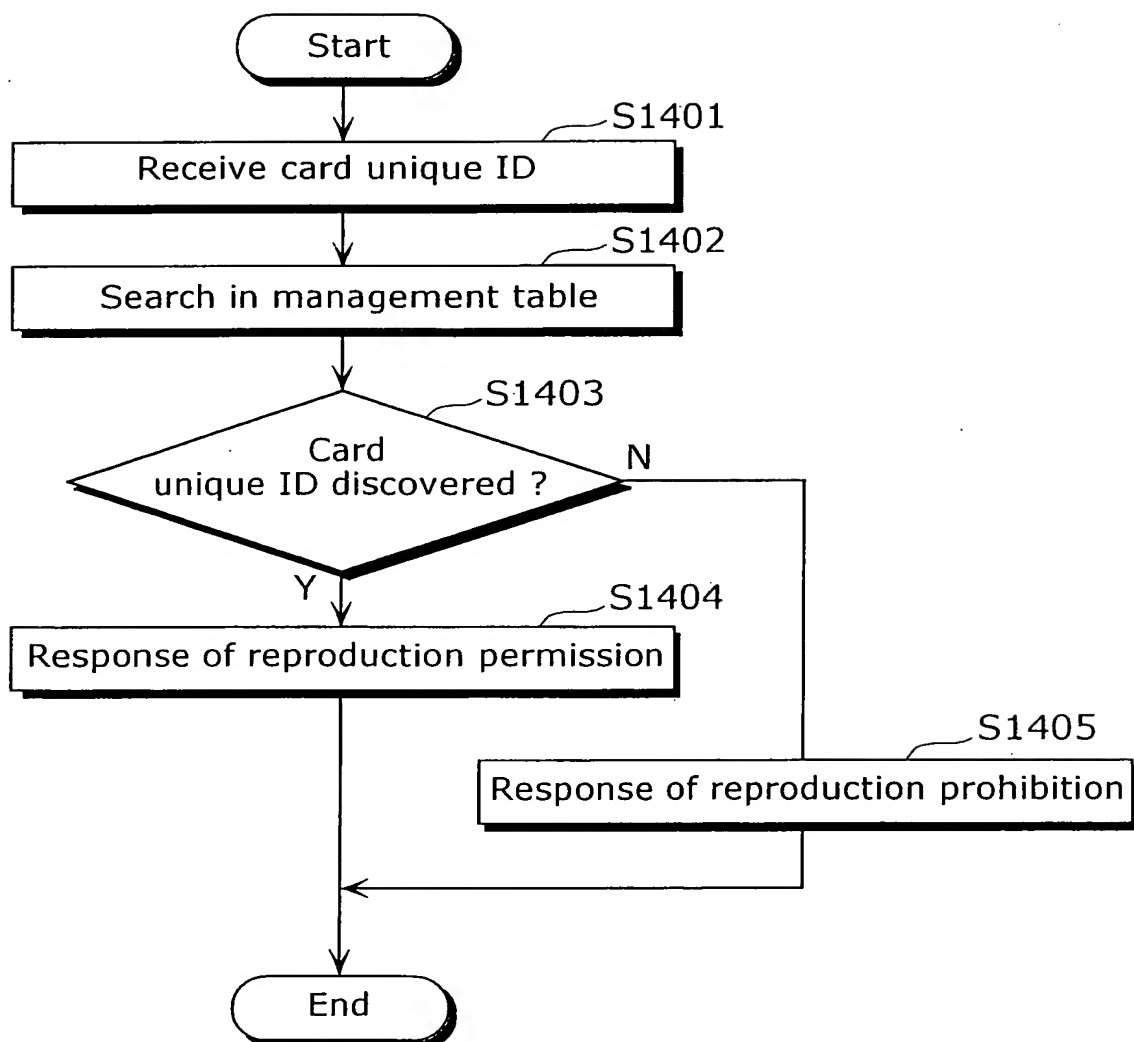 Start
S1401
Receive card unique ID
S1402
Search in management table
S1403
Card
unique ID discovered ?
N
Y
S1404
Response of reproduction permission
S1405
Response of reproduction prohibition
End